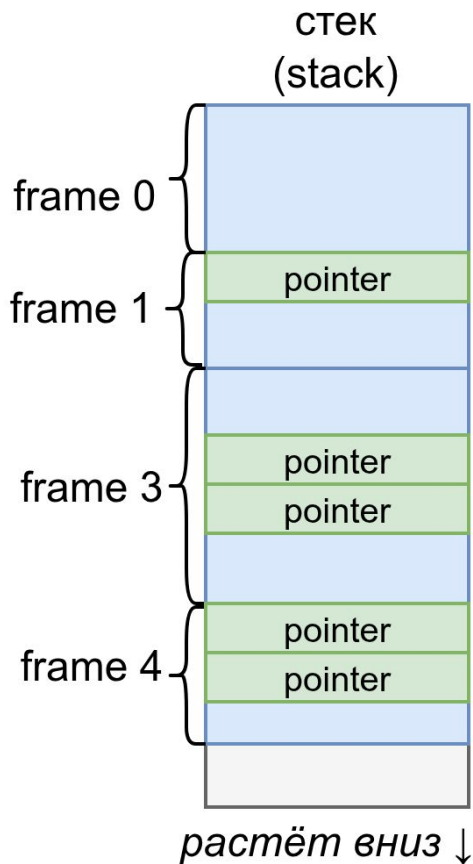 стек
(stack)
frame 0
pointer
frame 1
pointer
frame 3
pointer
pointer
frame 4
pointer
растёт вниз ↓